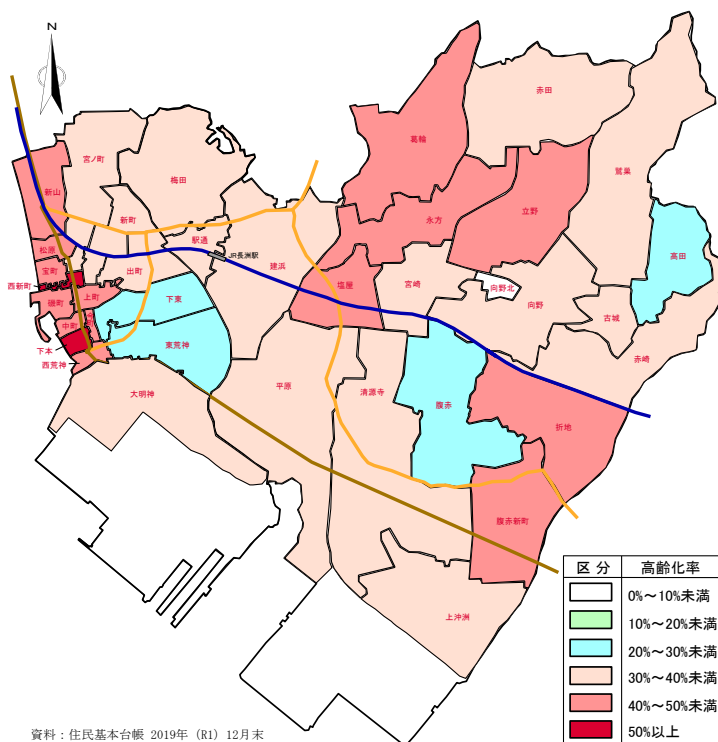 N
赤田
宮ノ町
葛輪
梅田
鷲巣
新山
新町
永方
立野
駅通
松原
JR長洲駅
高田
出町
建浜
宝町
塩屋
宮崎
向野北
西新町
上町
下東
向野
磯町
古城
中町
東荒神
下本
赤崎
西荒神
大明神
平原
清源寺
腹赤
折地
腹赤新町
上沖洲
区 分 高齢化率
0%～10%未満
10%～20%未満
20%～30%未満
30%～40%未満
40%～50%未満
50%以上
資料：住民基本台帳 2019年（R1）12月末